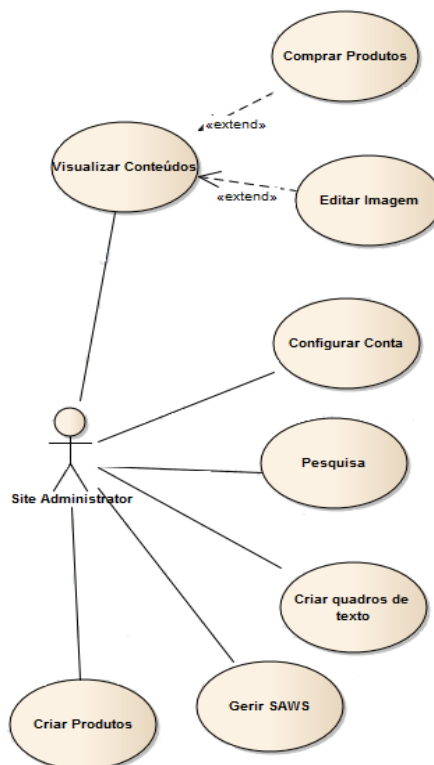 Comprar Produtos
«extend»
Visualizar Conteúdos
«extend»
Editar Imagem
Configurar Conta
Pesquisa
Site Administrator
Criar quadros de
texto
Gerir SAWS
Criar Produtos